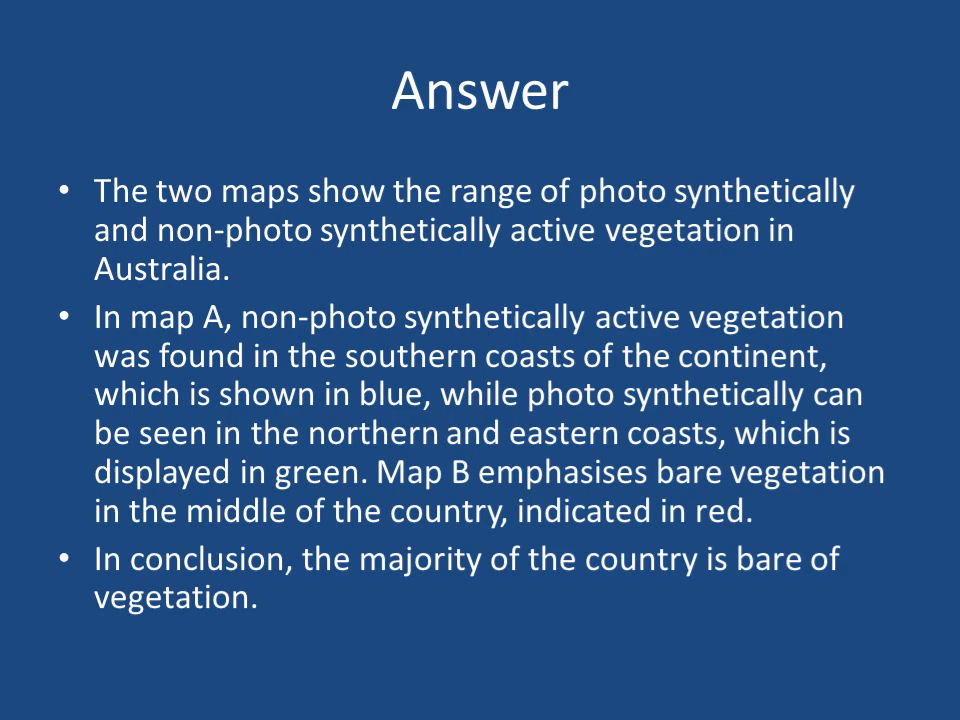 Answer
• The two maps show the range of photo synthetically
and non-photo synthetically active vegetation in
Australia.
• In map A, non-photo synthetically active vegetation
was found in the southern coasts of the continent,
which is shown in blue, while photo synthetically can
be seen in the northern and eastern coasts, which is
displayed in green. Map B emphasises bare vegetation
in the middle of the country, indicated in red.
• In conclusion, the majority of the country is bare of
vegetation.